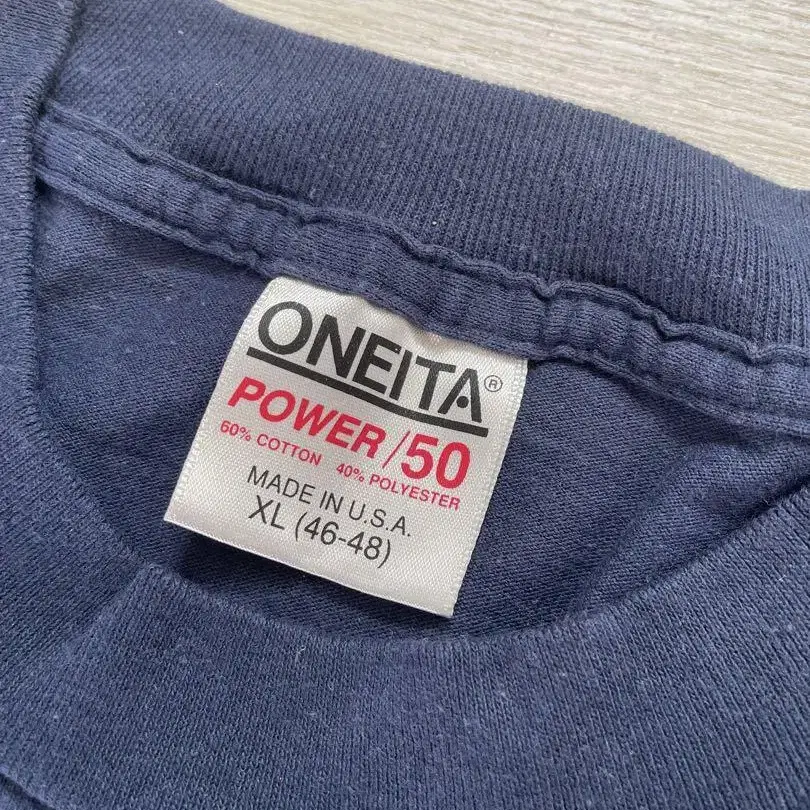 ONEITA®
POWER/50
60% COTTON 40% POLYESTER
MADE IN U.S.A.
XL (46-48)